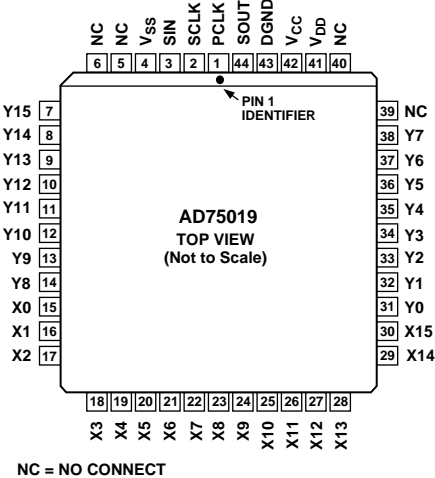 NC NC VSS SIN SCLK PCLK SOUT DGND VCC VDD NC
6 5 4 3 2 1 44 43 42 41 40
PIN 1
IDENTIFIER
Y15 7
Y14 8
Y13 9
Y12 10
Y11 11
Y10 12
Y9 13
Y8 14
X0 15
X1 16
X2 17
AD75019
TOP VIEW
(Not to Scale)
39 NC
38 Y7
37 Y6
36 Y5
35 Y4
34 Y3
33 Y2
32 Y1
31 Y0
30 X15
29 X14
18 19 20 21 22 23 24 25 26 27 28
X3 X4 X5 X6 X7 X8 X9 X10 X11 X12 X13
NC = NO CONNECT